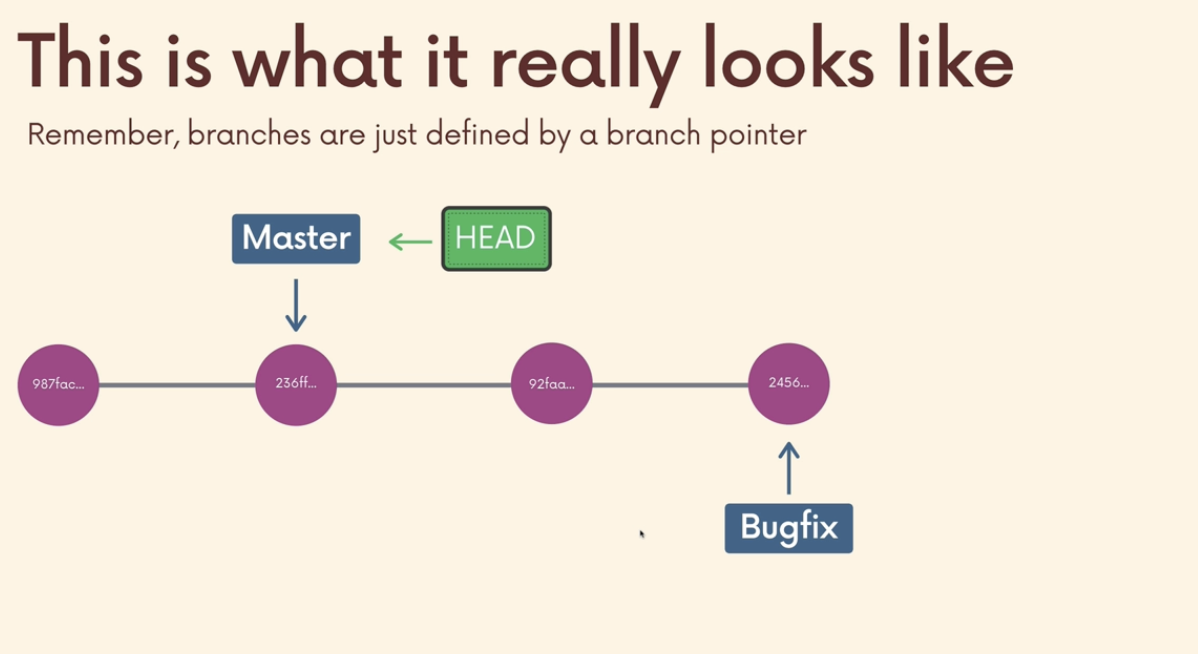 This is what it really looks like
Remember, branches are just defined by a branch pointer
Master
HEAD
987fac...
236ff...
92faa...
2456...
Bugfix